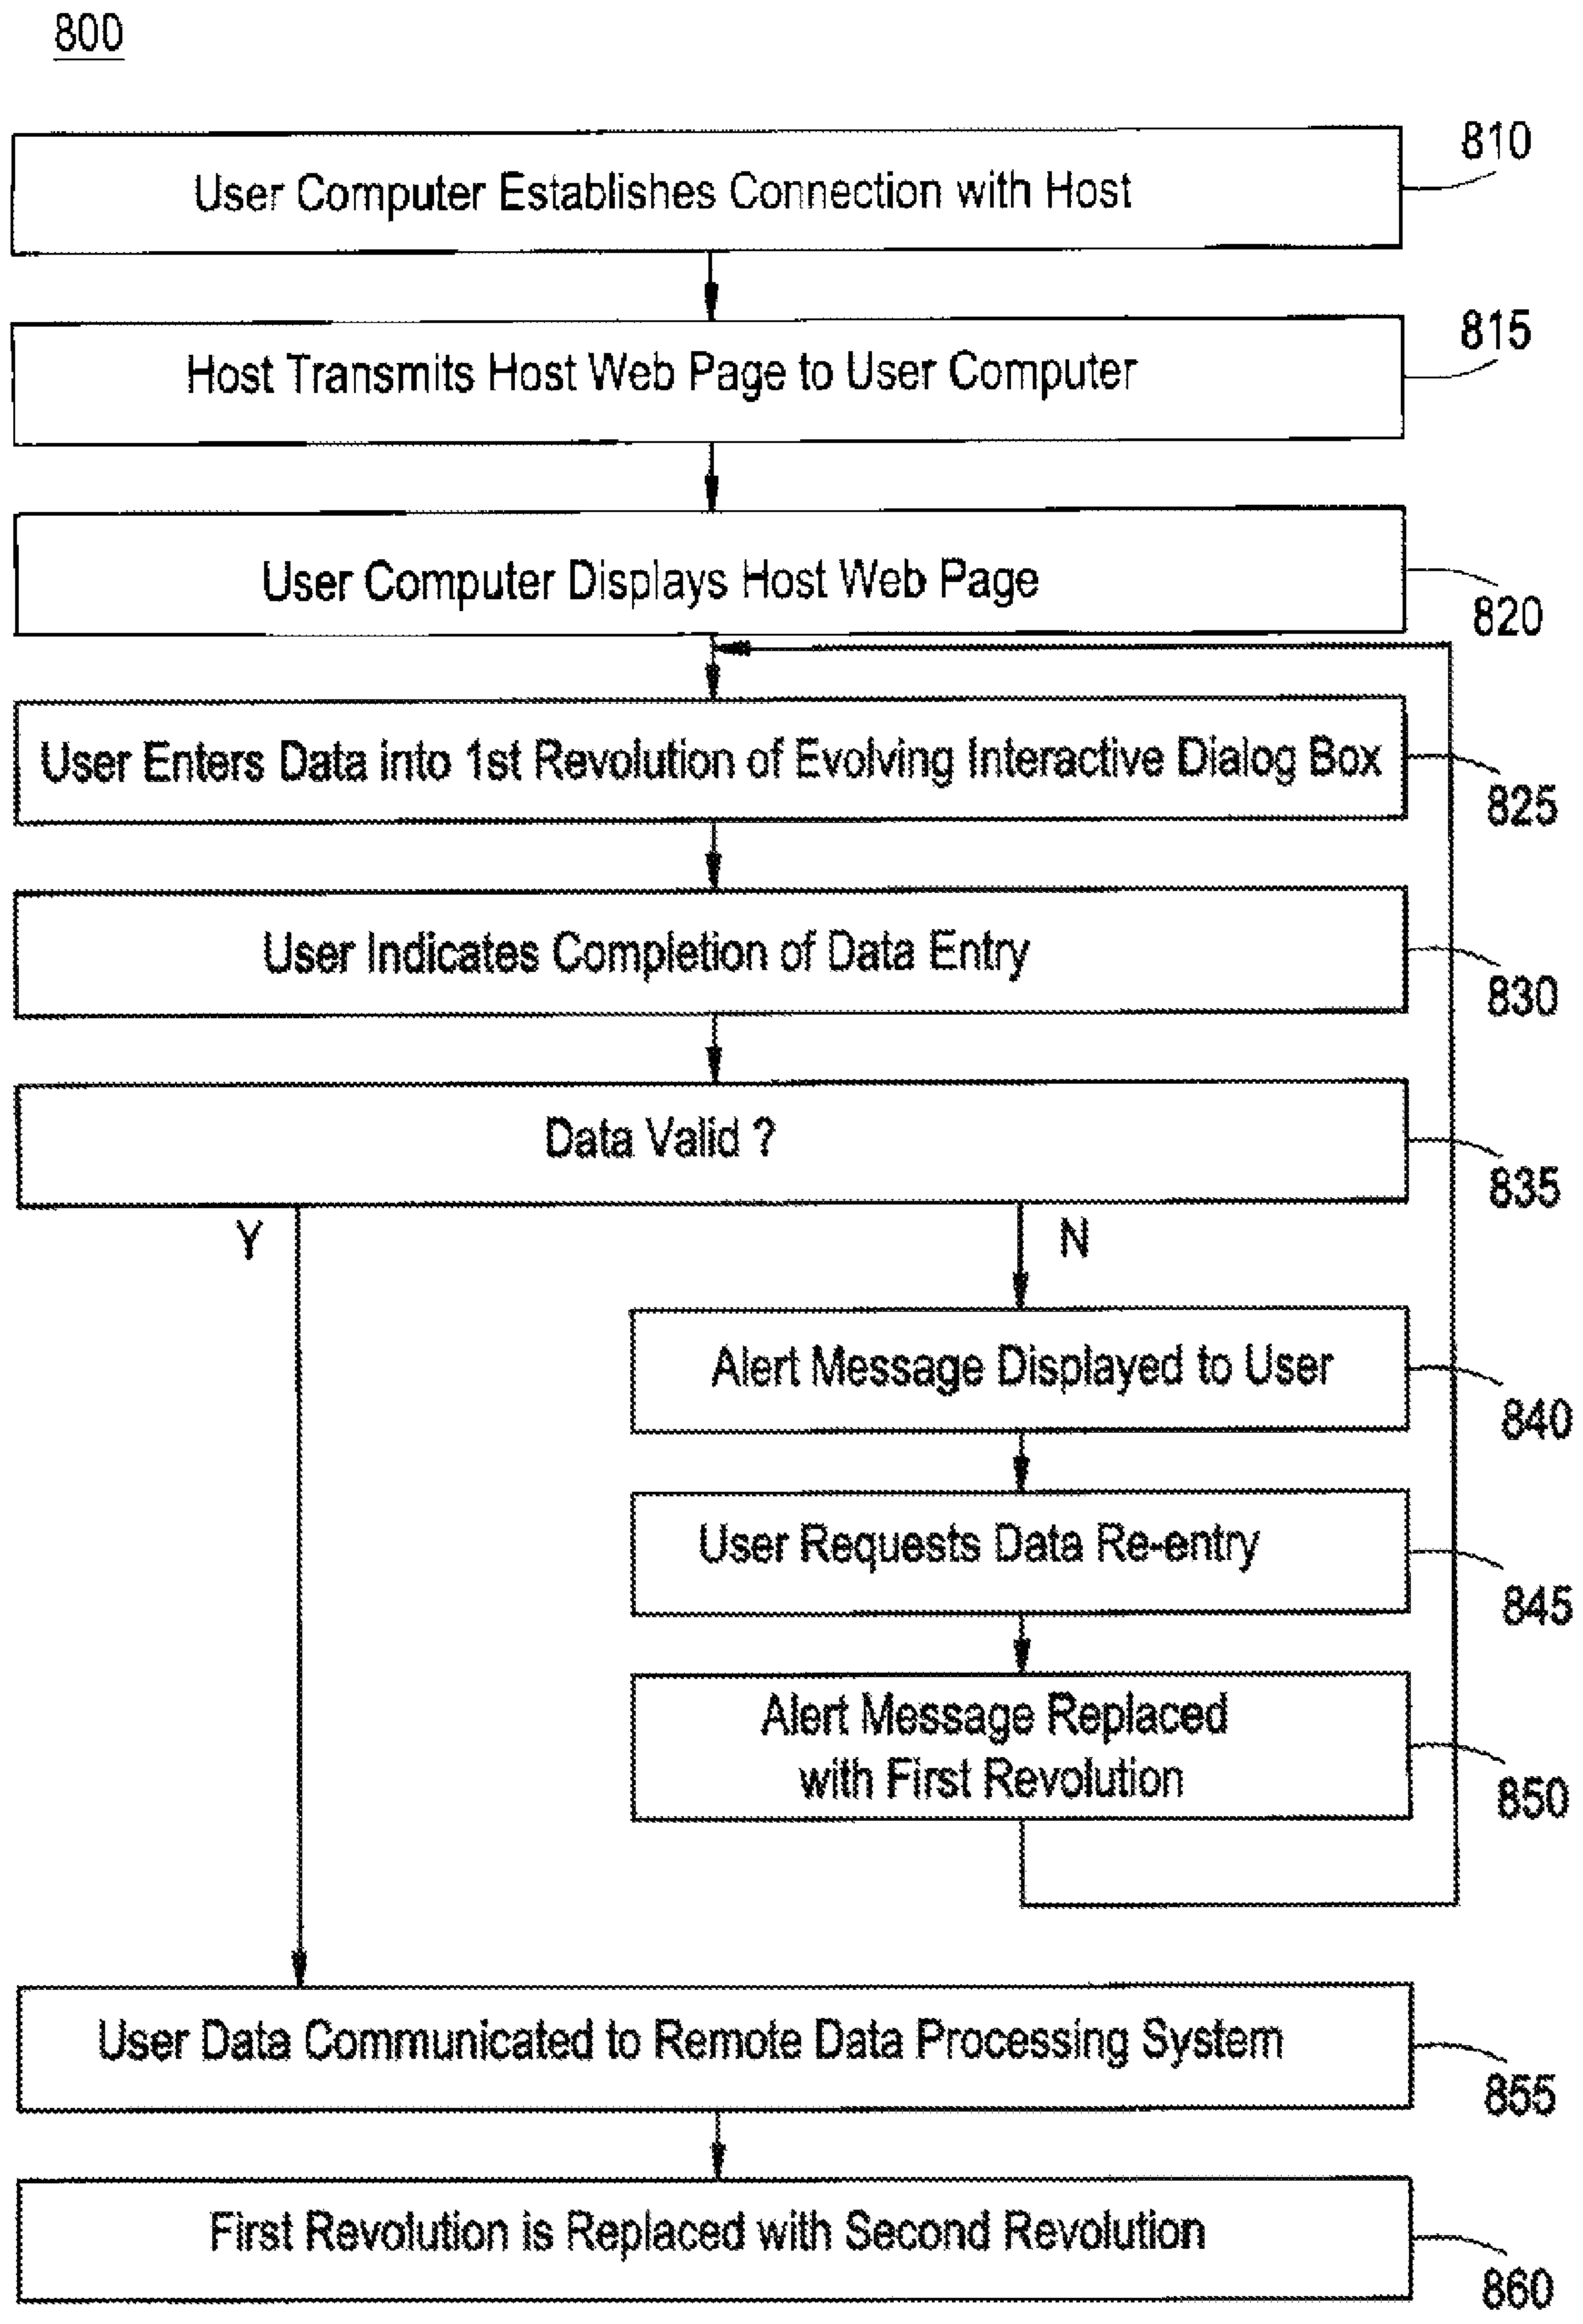 800
User Computer Establishes Connection with Host
810
Host Transmits Host Web Page to User Computer
815
User Computer Displays Host Web Page
820
User Enters Data into 1st Revolution of Evolving Interactive Dialog Box
825
User Indicates Completion of Data Entry
830
Data Valid ?
835
Y
N
Alert Message Displayed to User
840
User Requests Data Re-entry
845
Alert Message Replaced
with First Revolution
850
User Data Communicated to Remote Data Processing System
855
First Revolution is Replaced with Second Revolution
860